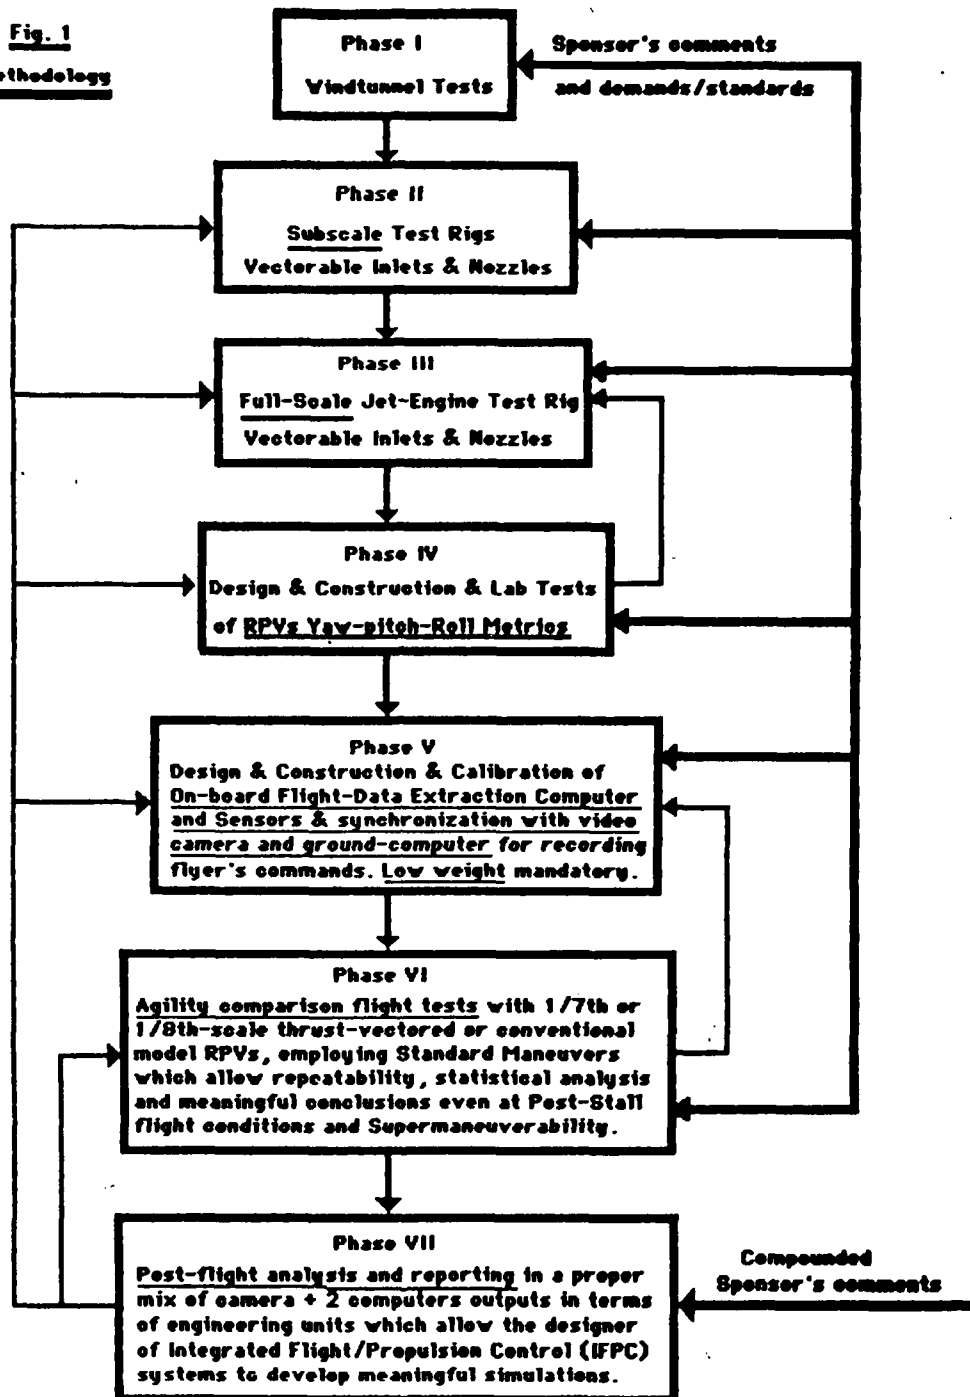 Fig. 1
thodology
Phase I
Windtunnel Tests
Sponsor's comments
and demands/standards
Phase II
Subscale Test Rigs
Vectorable Inlets & Nozzles
Phase III
Full-Scale Jet-Engine Test Rig
Vectorable Inlets & Nozzles
Phase IV
Design & Construction & Lab Tests
of RPVs Yaw-pitch-Roll Metrics
Phase V
Design & Construction & Calibration of
On-board Flight-Data Extraction Computer
and Sensors & synchronization with video
camera and ground-computer for recording
flyer's commands. Low weight mandatory.
Phase VI
Agility comparison flight tests with 1/7th or
1/8th-scale thrust-vectored or conventional
model RPVs, employing Standard Maneuvers
which allow repeatability, statistical analysis
and meaningful conclusions even at Post-Stall
flight conditions and Supermaneuverability.
Phase VII
Post-flight analysis and reporting in a proper
mix of camera + 2 computers outputs in terms
of engineering units which allow the designer
of Integrated Flight/Propulsion Control (IFPC)
systems to develop meaningful simulations.
Compounded
Sponsor's comments